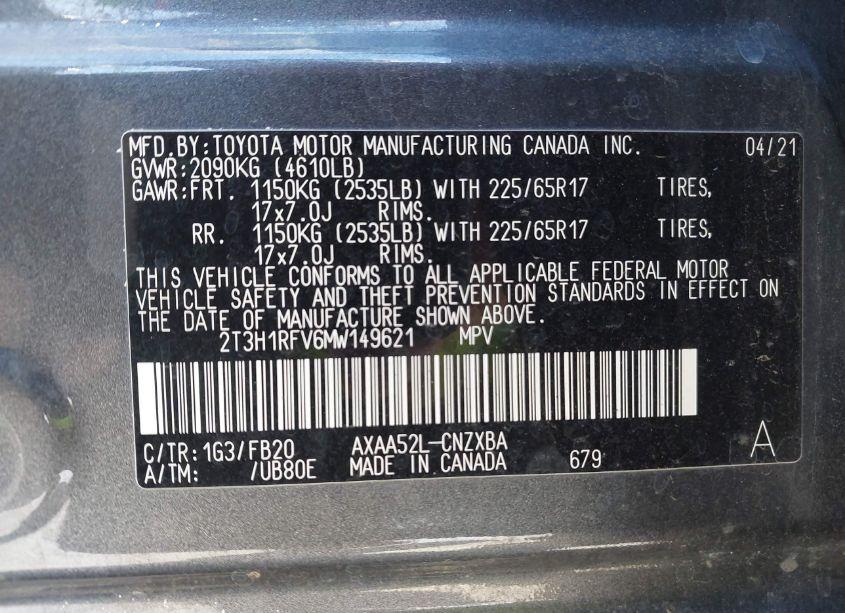 MFD.BY:TOYOTA MOTOR MANUFACTURING CANADA INC. 04/21
GVWR:2090KG (4610LB)
GAWR:FRT. 1150KG (2535LB) WITH 225/65R17 TIRES,
17x7.0J RIMS.
RR. 1150KG (2535LB) WITH 225/65R17 TIRES,
17x7.0J RIMS.
THIS VEHICLE CONFORMS TO ALL APPLICABLE FEDERAL MOTOR
VEHICLE SAFETY AND THEFT PREVENTION STANDARDS IN EFFECT ON
THE DATE OF MANUFACTURE SHOWN ABOVE.
2T3H1RFV6MW149621 MPV
C/TR:1G3/FB20 AXAA52L-CNZXBA A
A/TM: /UB80E MADE IN CANADA 679